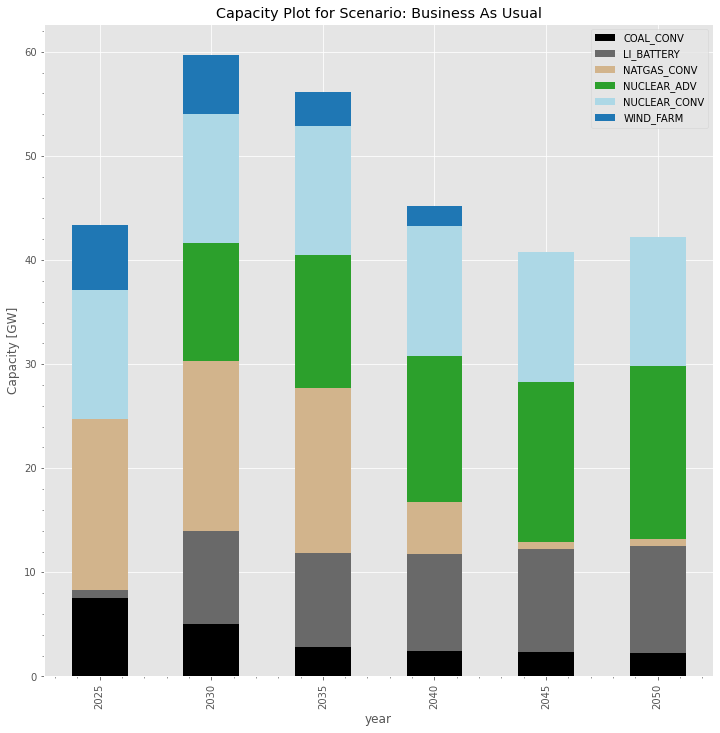 Capacity Plot for Scenario: Business As Usual
COAL_CONV
LI_BATTERY
NATGAS_CONV
NUCLEAR_ADV
NUCLEAR_CONV
WIND_FARM
60
50
40
30
20
10
0
Capacity [GW]
2025
2030
2035
2040
2045
2050
year